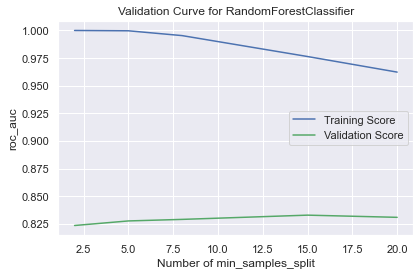 Validation Curve for RandomForestClassifier
1.000
0.975
0.950
0.925
0.900
0.875
0.850
0.825
roc_auc
Training Score
Validation Score
2.5 5.0 7.5 10.0 12.5 15.0 17.5 20.0
Number of min_samples_split